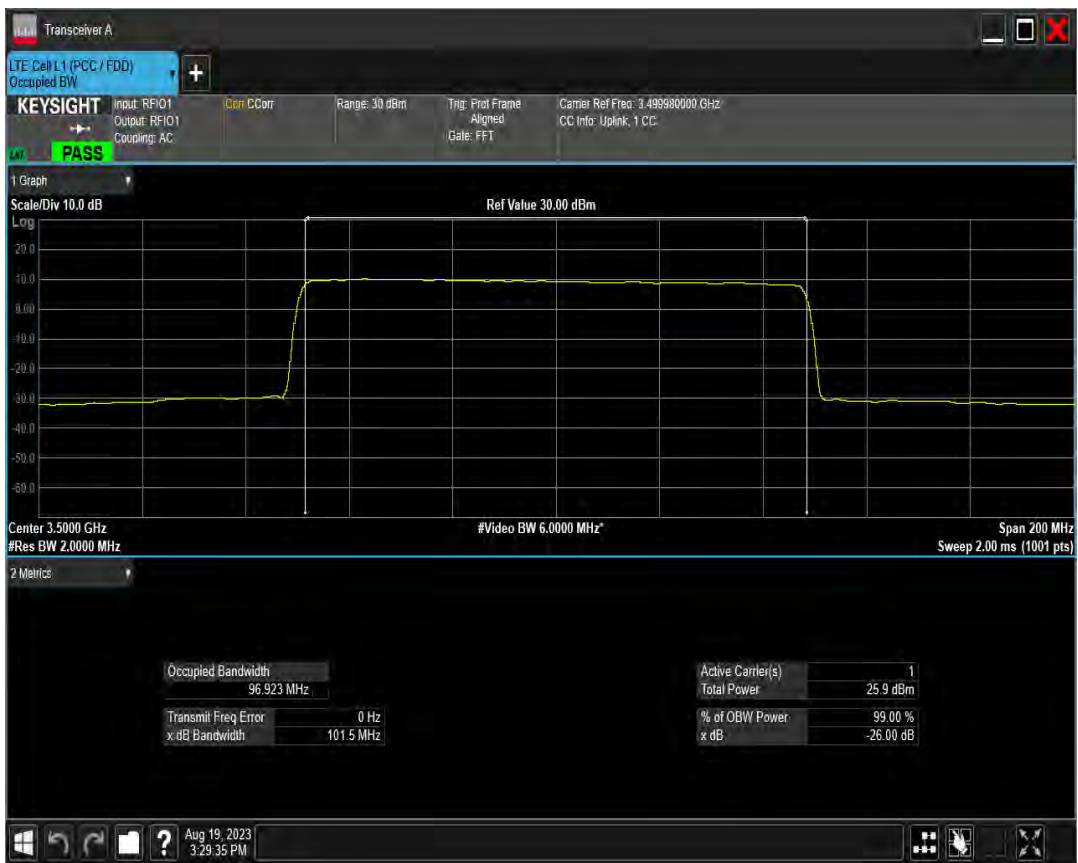 Transceiver A
LTE Cell L1 (PCC / FDD)
Occupied BW
KEYSIGHT
PASS
Input: RFIO1
Output: RFIO1
Coupling: AC
Corr CCorr
Range: 30 dBm
Trig: Prot Frame
Aligned
Gate: FFT
Carrier Ref Freq: 3.499980000 GHz
CC Info: Uplink, 1 CC
1 Graph
Scale/Div 10.0 dB
Ref Value 30.00 dBm
Log
20.0
10.0
0.00
-10.0
-20.0
-30.0
-40.0
-50.0
-60.0
Center 3.5000 GHz
#Video BW 6.0000 MHz*
Span 200 MHz
#Res BW 2.0000 MHz
Sweep 2.00 ms (1001 pts)
2 Metrics
Occupied Bandwidth
96.923 MHz
Transmit Freq Error 0 Hz
x dB Bandwidth 101.5 MHz
Active Carrier(s) 1
Total Power 25.9 dBm
% of OBW Power 99.00 %
x dB -26.00 dB
Aug 19, 2023
3:29:35 PM